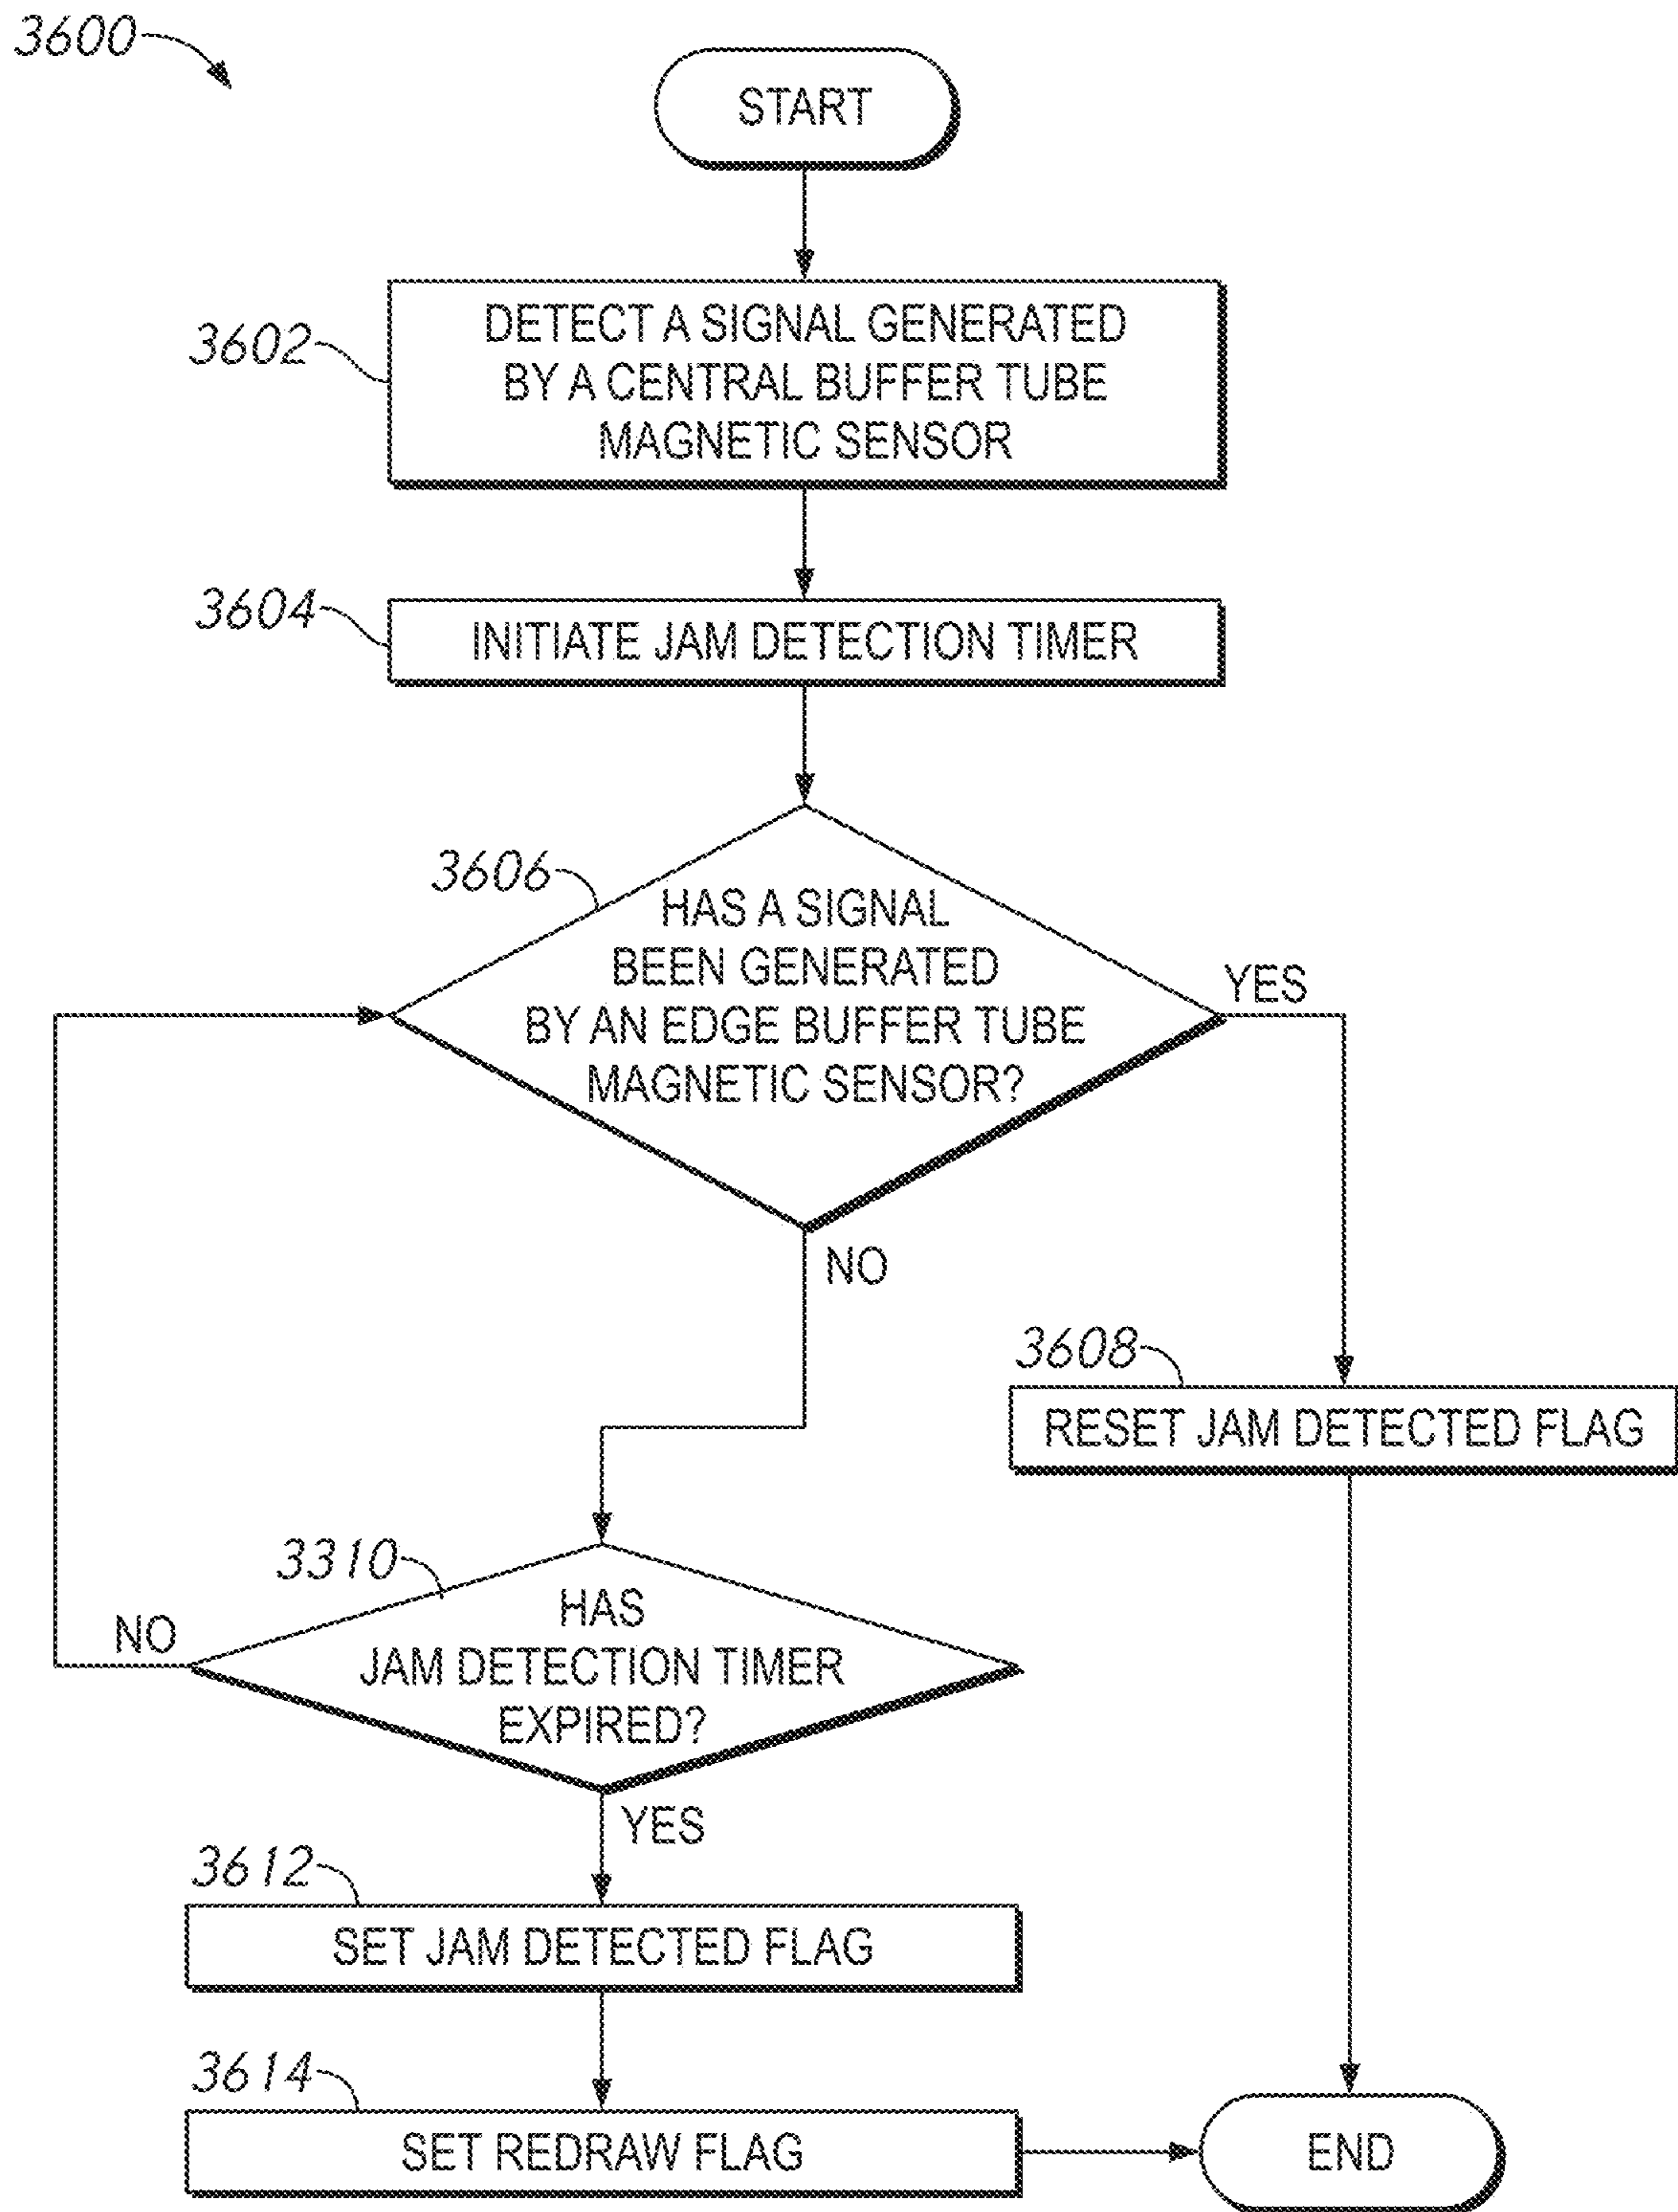 3600
START
3602
DETECT A SIGNAL GENERATED
BY A CENTRAL BUFFER TUBE
MAGNETIC SENSOR
3604
INITIATE JAM DETECTION TIMER
3606
HAS A SIGNAL
BEEN GENERATED
BY AN EDGE BUFFER TUBE
MAGNETIC SENSOR?
YES
NO
3608
RESET JAM DETECTED FLAG
3310
HAS
JAM DETECTION TIMER
EXPIRED?
NO
YES
3612
SET JAM DETECTED FLAG
3614
SET REDRAW FLAG
END